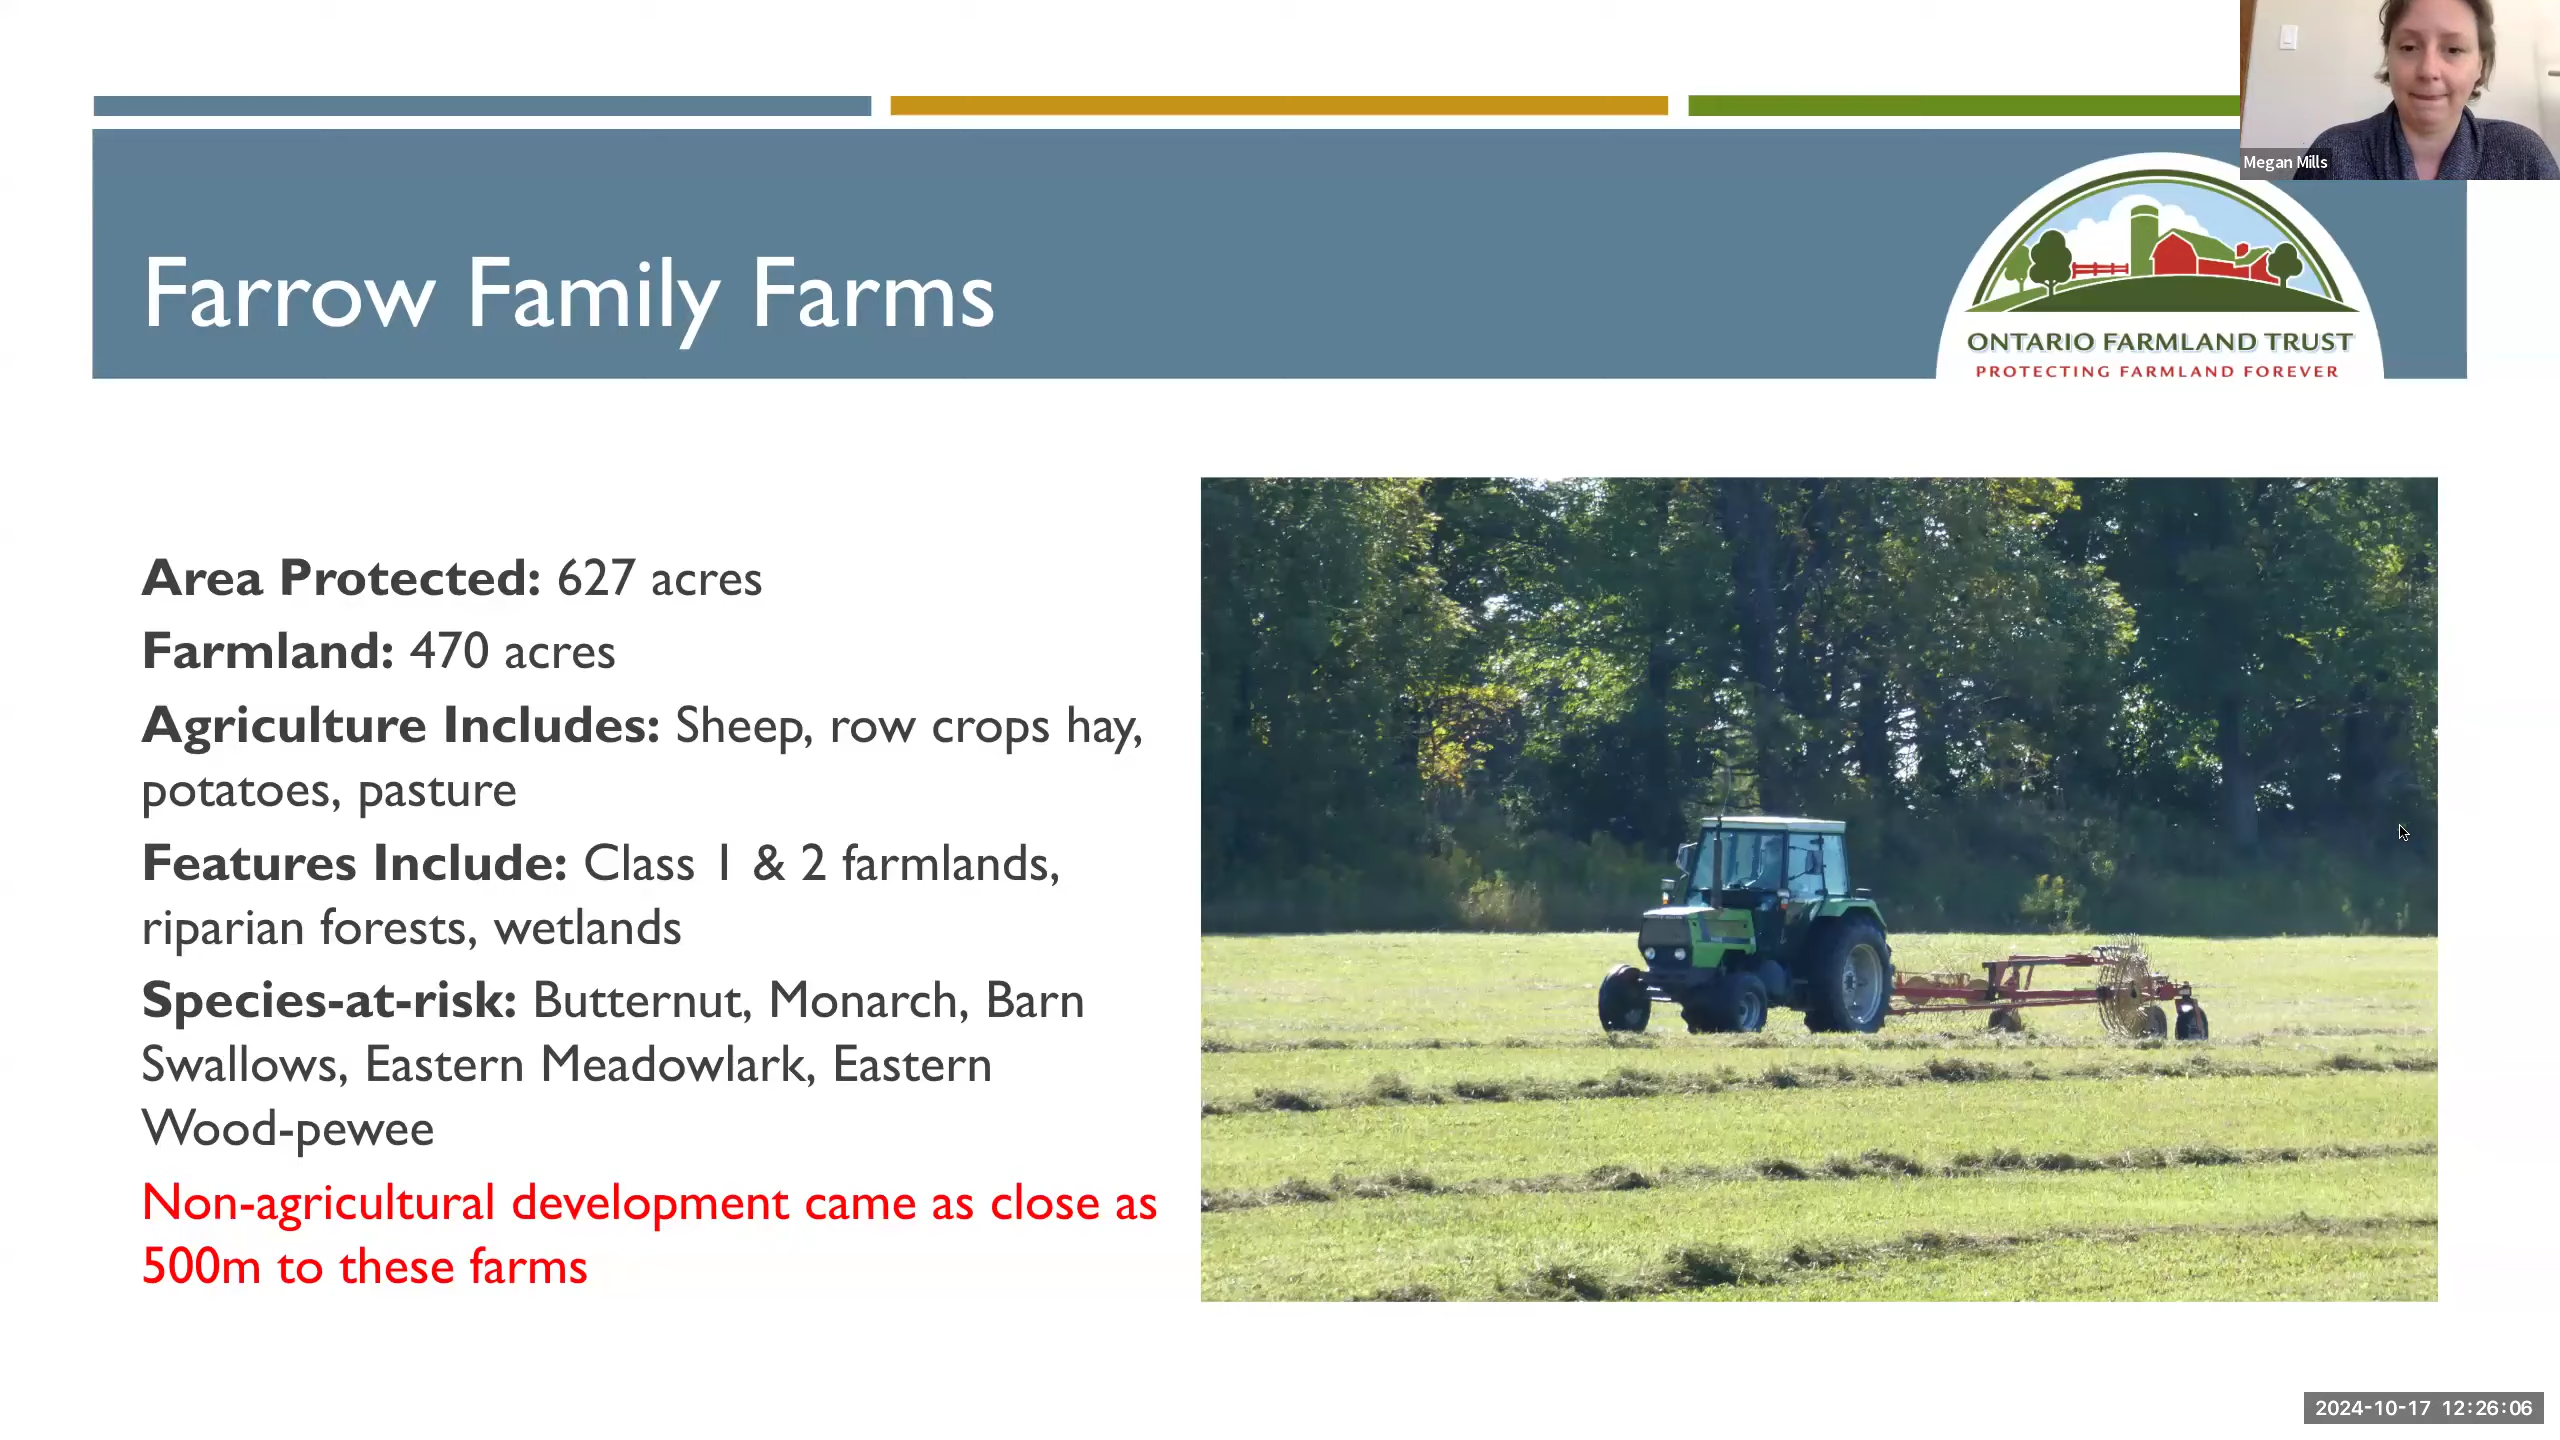 Megan Mills
Farrow Family Farms
ONTARIO FARMLAND TRUST
PROTECTING FARMLAND FOREVER
Area Protected: 627 acres
Farmland: 470 acres
Agriculture Includes: Sheep, row crops hay,
potatoes, pasture
Features Include: Class 1 & 2 farmlands,
riparian forests, wetlands
Species-at-risk: Butternut, Monarch, Barn
Swallows, Eastern Meadowlark, Eastern
Wood-pewee
Non-agricultural development came as close as
500m to these farms
2024-10-17 12:26:06